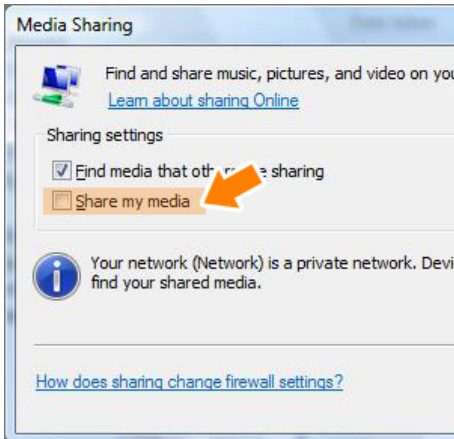 Media Sharing
Find and share music, pictures, and video on you
Learn about sharing Online
Sharing settings
Find media that others are sharing
Share my media
Your network (Network) is a private network. Devi
find your shared media.
How does sharing change firewall settings?